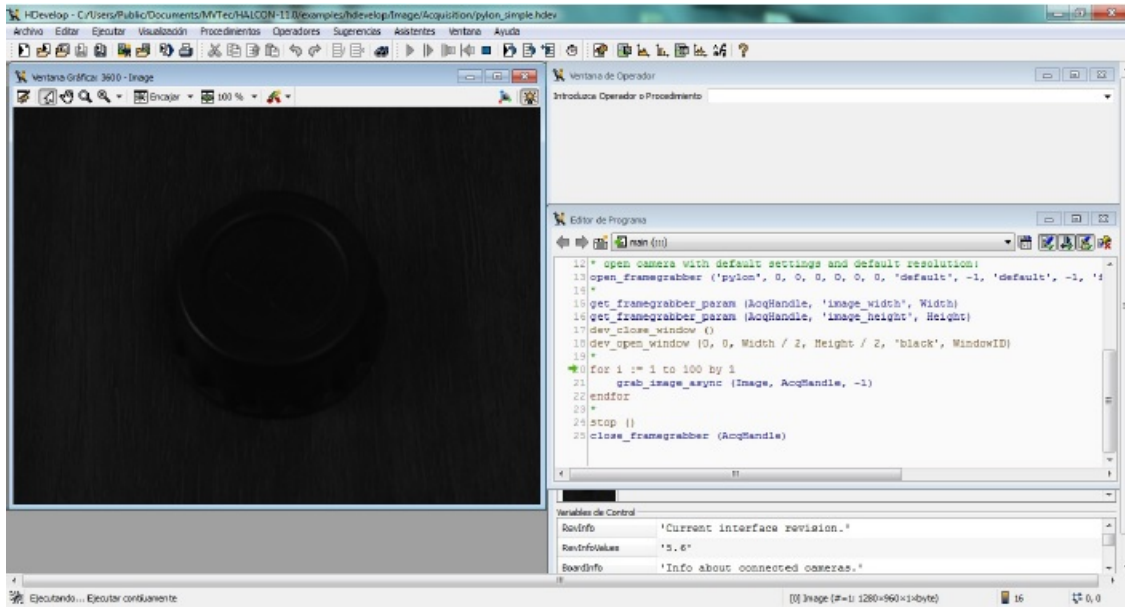 HDevelop - C:/Users/Public/Documents/MVTec/HALCON-11.0/examples/hdevelop/Image/Acquisition/pylon_simple.hdev
Archivo Editar Ejecutar Visualización Procedimientos Operadores Sugerencias Asistentes Ventana Ayuda
Ventana Gráfica: 3600 - Image
Encajar 100 %
Ventana de Operador
Introduzca Operador o Procedimiento
Editor de Programa
main (:::)
12 * open camera with default settings and default resolution:
13 open_framegrabber ('pylon', 0, 0, 0, 0, 0, 0, 'default', -1, 'default', -1,
14 *
15 get_framegrabber_param (AcqHandle, 'image_width', Width)
16 get_framegrabber_param (AcqHandle, 'image_height', Height)
17 dev_close_window ()
18 dev_open_window (0, 0, Width / 2, Height / 2, 'black', WindowID)
19 *
0 for i := 1 to 100 by 1
21 grab_image_async (Image, AcqHandle, -1)
22 endfor
23 *
24 stop ()
25 close_framegrabber (AcqHandle)
Variables de Control
RevInfo 'Current interface revision.'
RevInfoValues '5.6'
BoardInfo 'Info about connected cameras.'
Ejecutando... Ejecutar contiuamente
[0] Image (#=1: 1280×960×1×byte) 16 0, 0